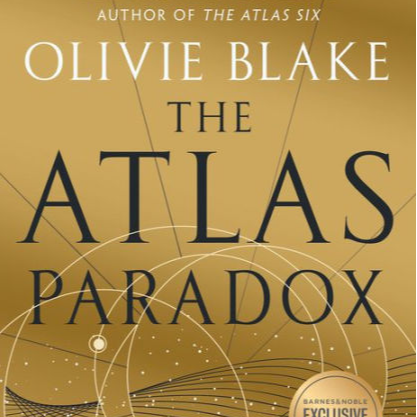 AUTHOR OF THE ATLAS SIX
OLIVIE BLAKE
THE
ATLAS
PARADOX
BARNES&NOBLE
EXCLUSIVE